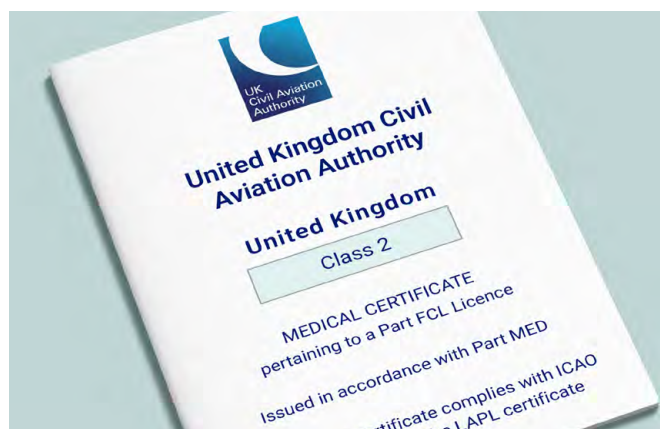 UK
Civil Aviation
Authority
United Kingdom Civil
Aviation Authority
United Kingdom
Class 2
MEDICAL CERTIFICATE
pertaining to a Part FCL Licence
Issued in accordance with Part MED
complies with ICAO
LAPL certificate